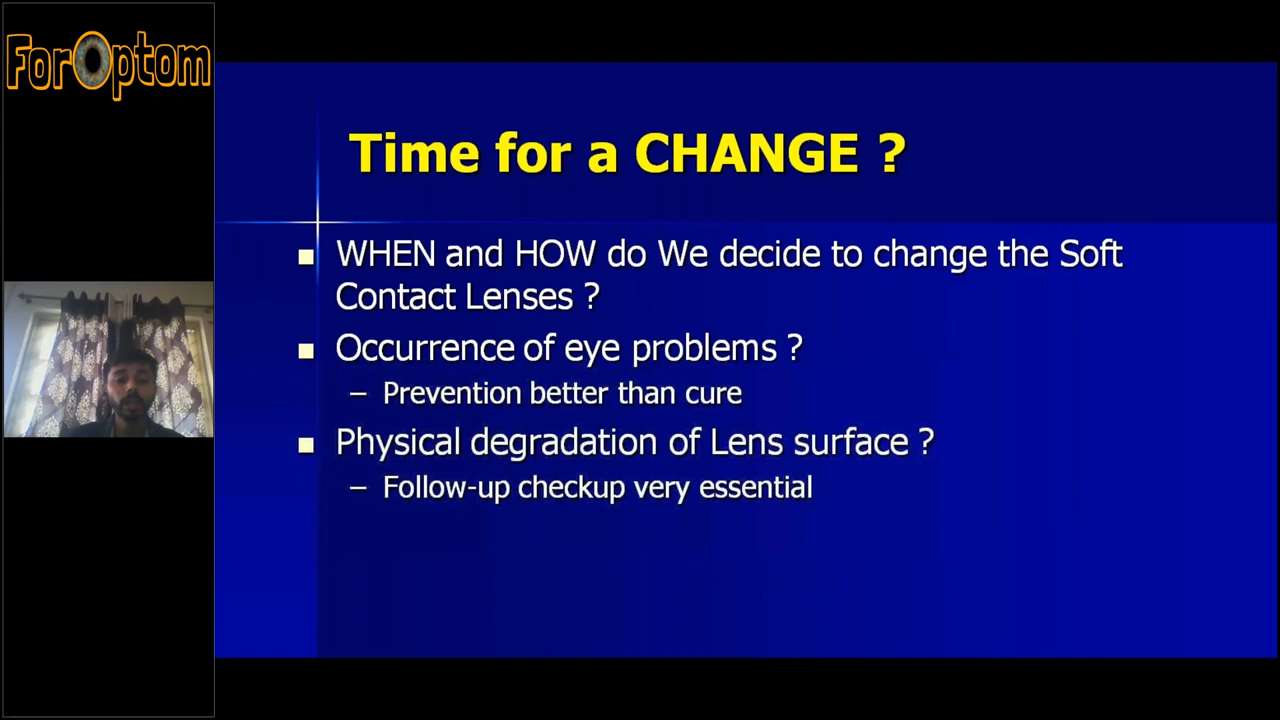 ForOptom
Time for a CHANGE ?
WHEN and HOW do We decide to change the Soft
Contact Lenses ?
Occurrence of eye problems ?
– Prevention better than cure
Physical degradation of Lens surface ?
– Follow-up checkup very essential